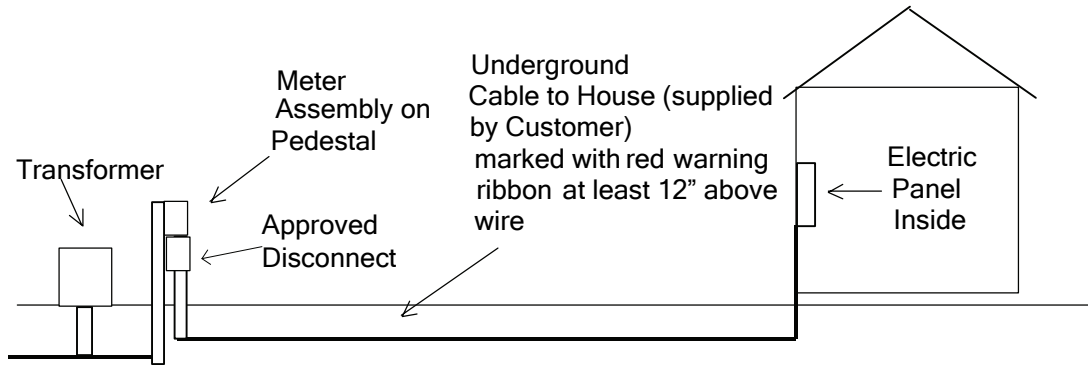 Transformer
Meter
Assembly on
Pedestal
Approved
Disconnect
Underground
Cable to House (supplied
by Customer)
marked with red warning
ribbon at least 12” above
wire
Electric
Panel
Inside